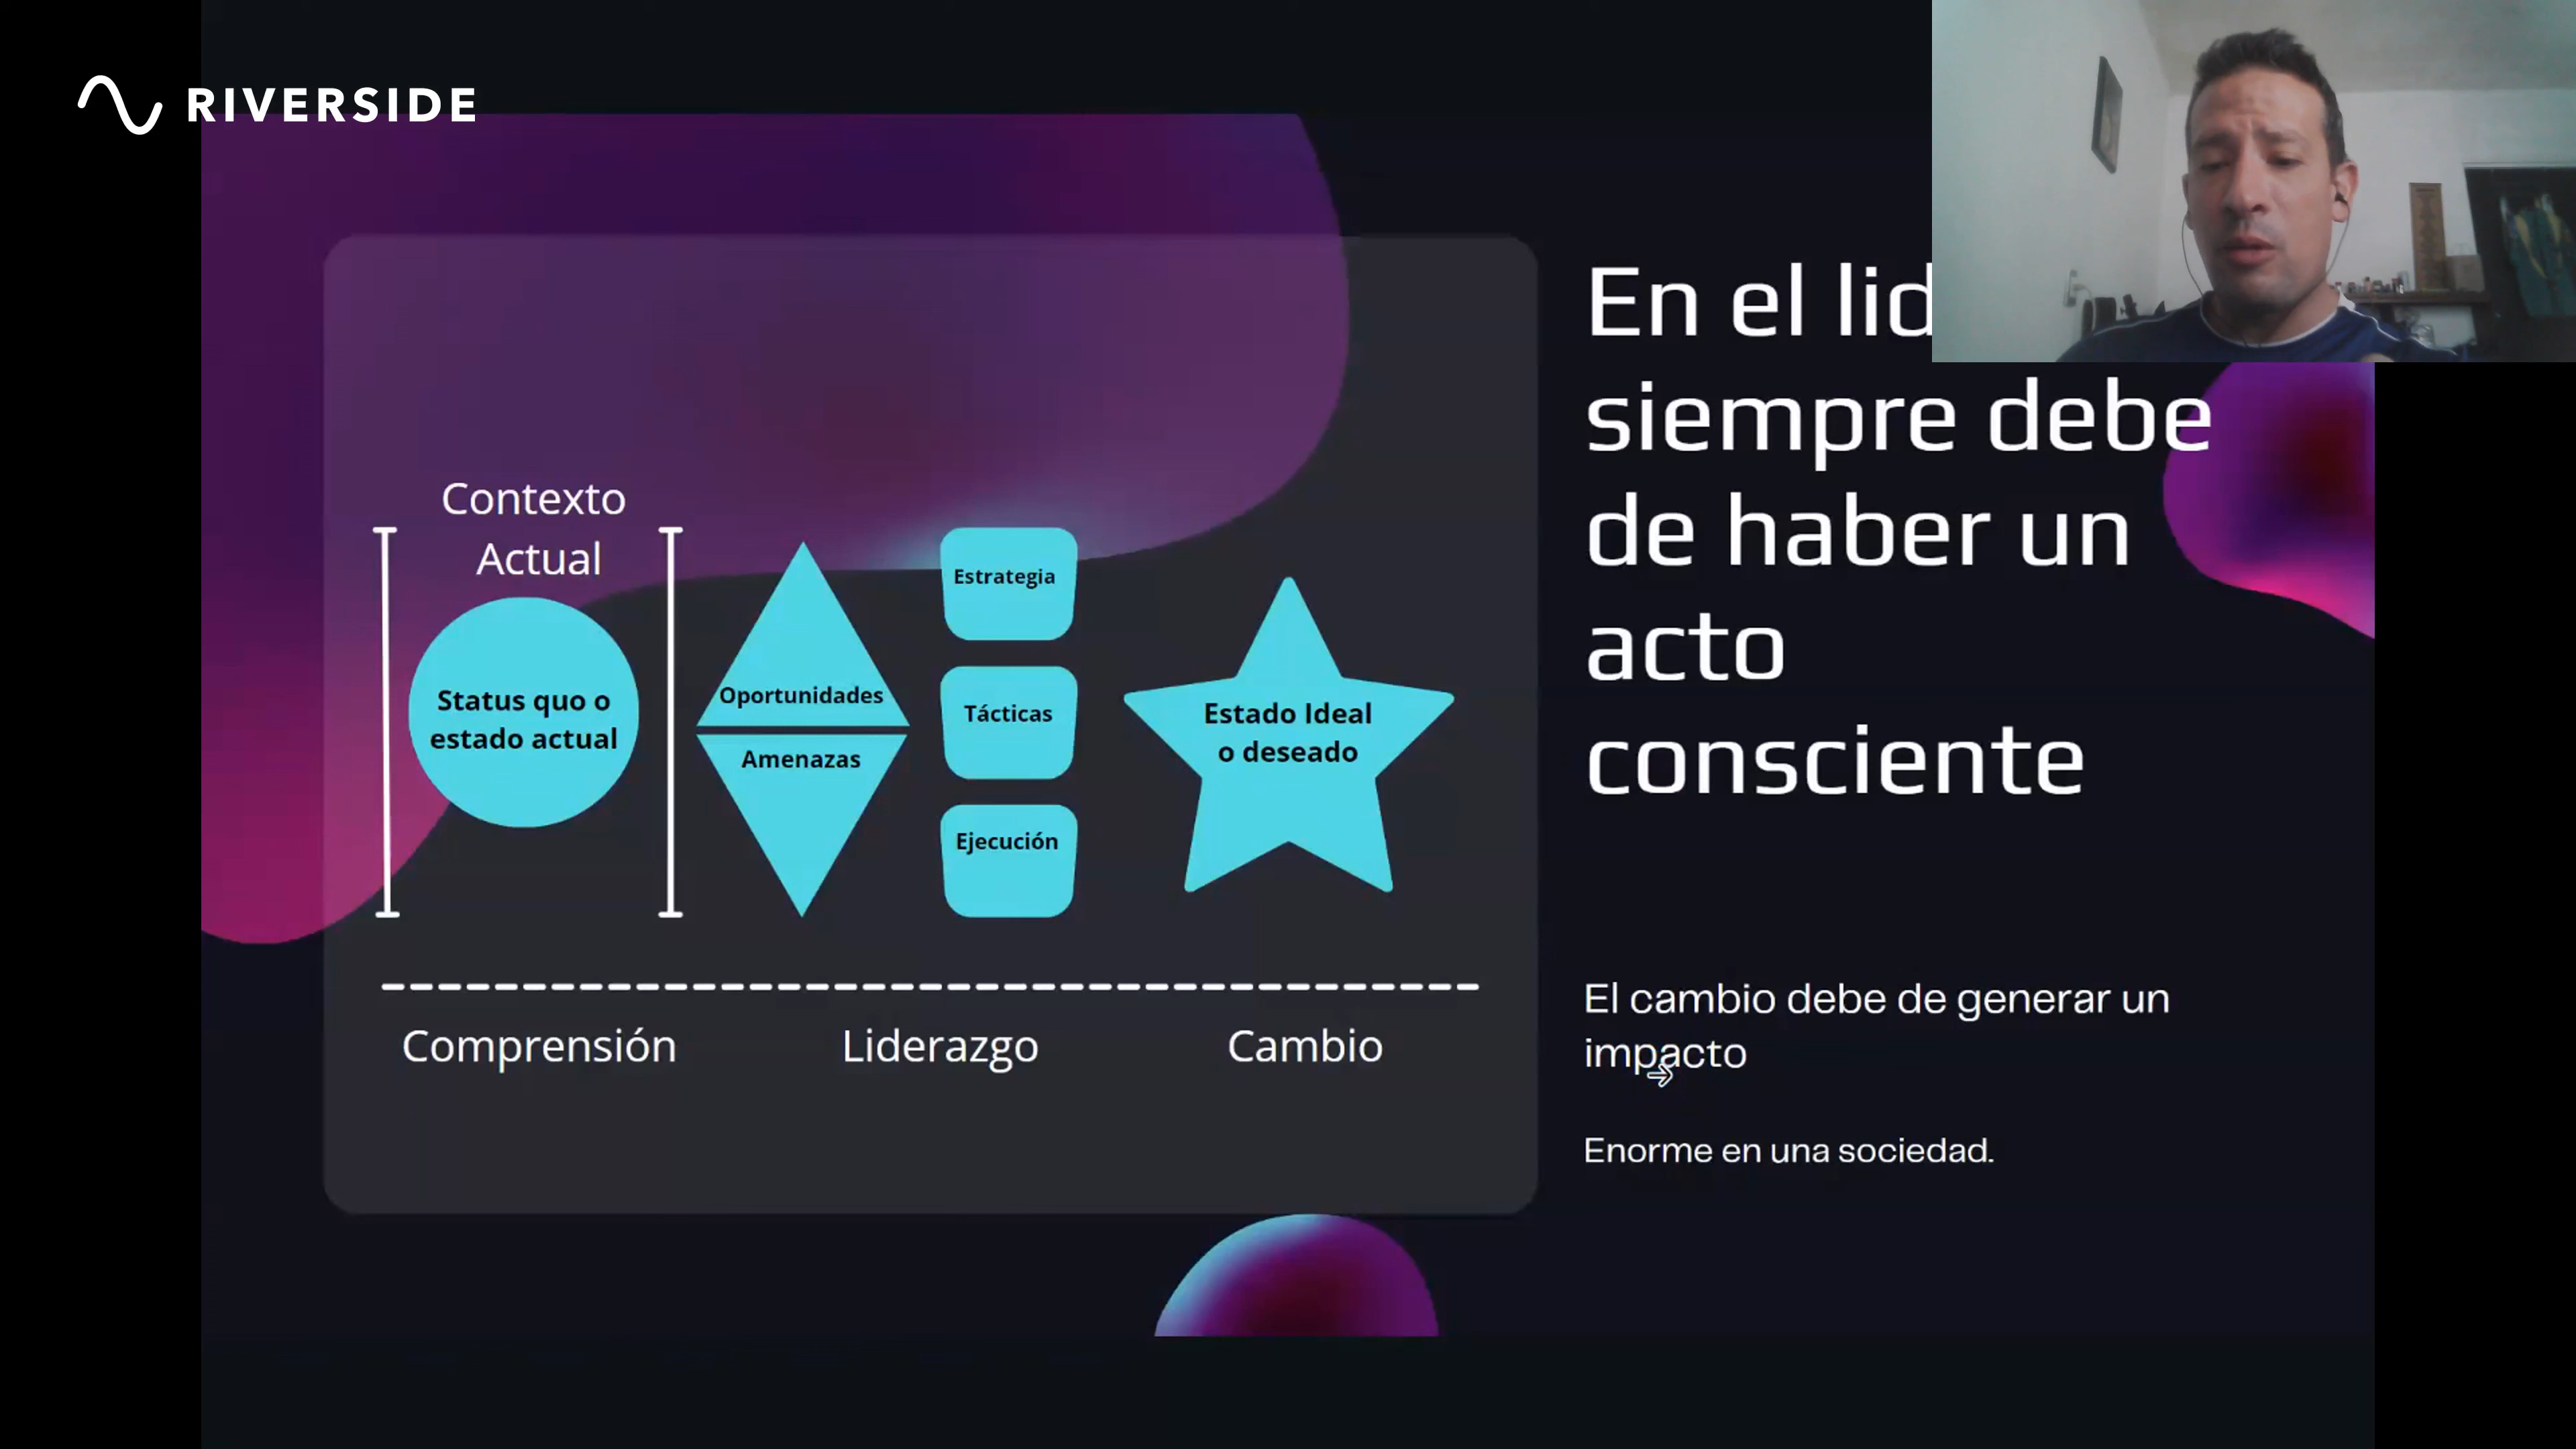 RIVERSIDE
Contexto
Actual
Status quo o
estado actual
Oportunidades
Amenazas
Estrategia
Tácticas
Ejecución
Estado Ideal
o deseado
Comprensión
Liderazgo
Cambio
En el
siempre debe
de haber un
acto
consciente
El cambio debe de generar un
impacto
Enorme en una sociedad.